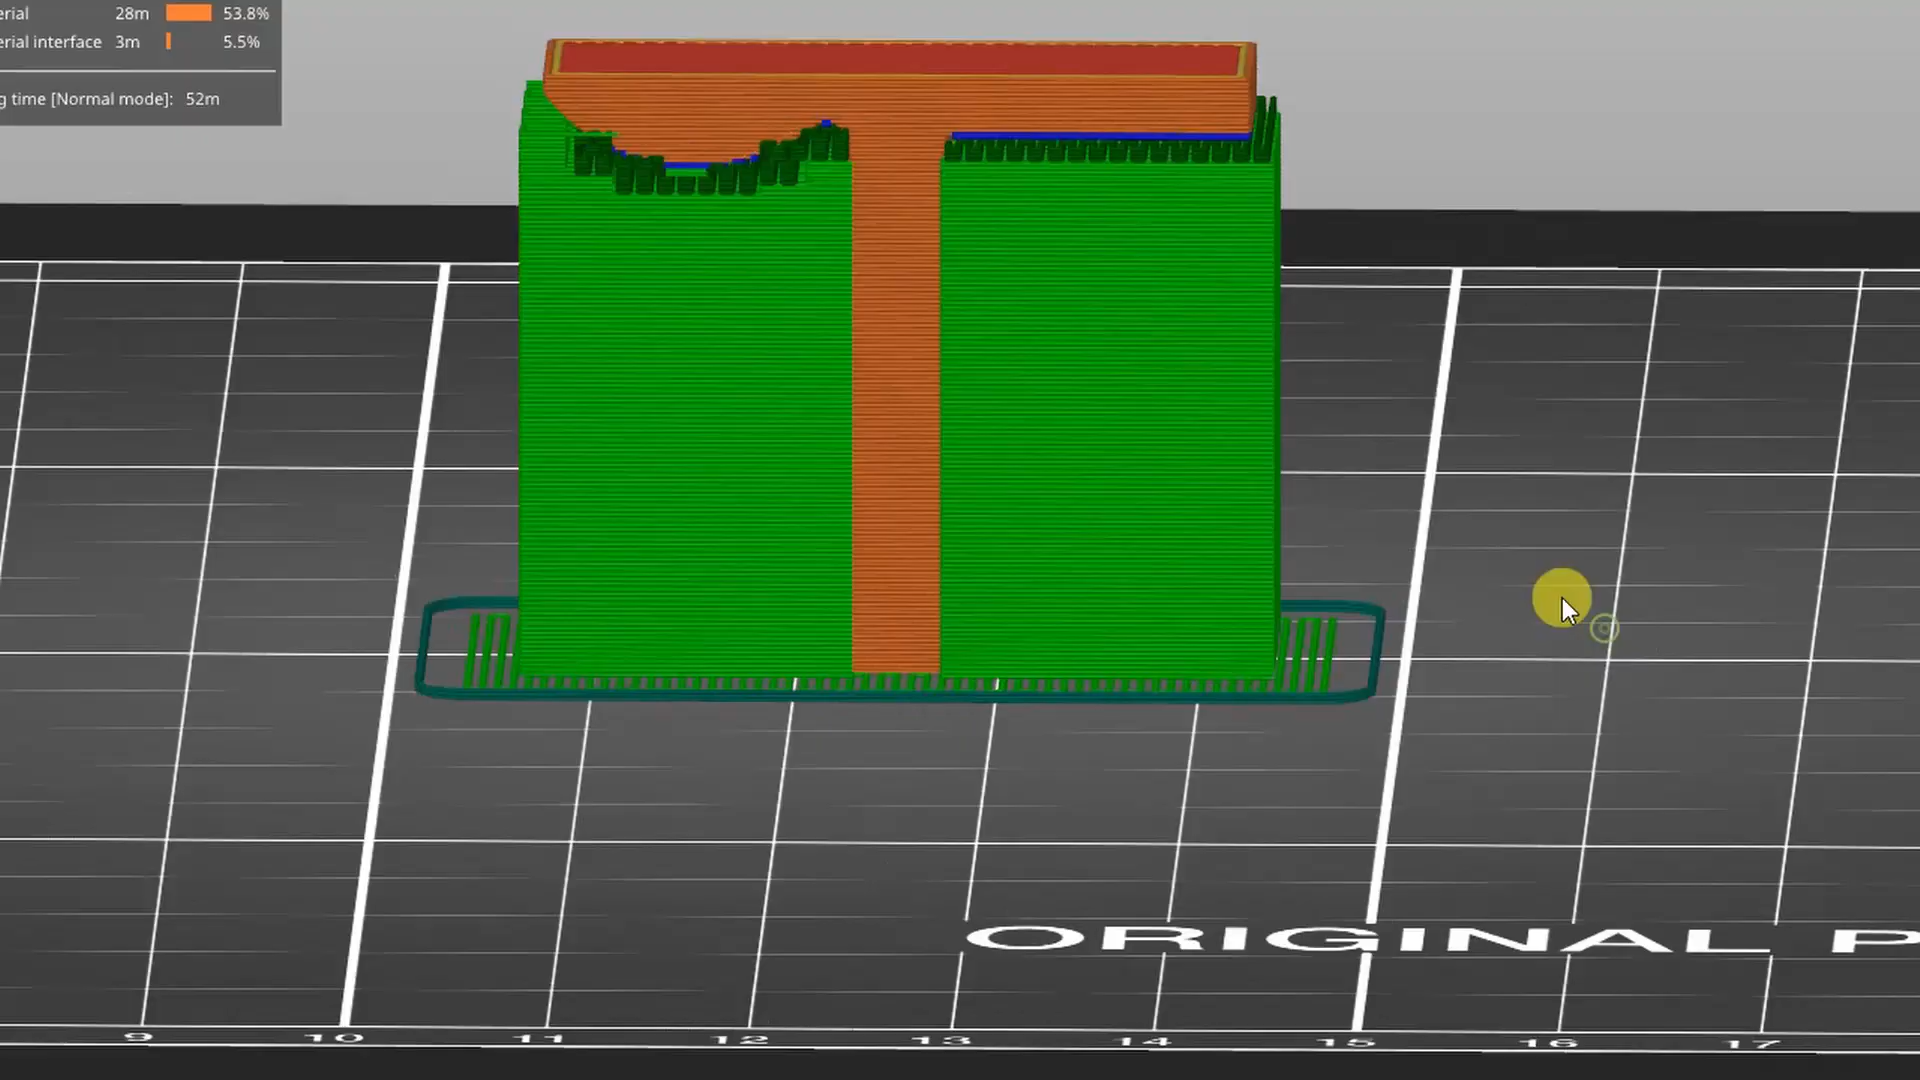 erial 28m 53.8%
erial interface 3m 5.5%
g time [Normal mode]: 52m
ORIGINAL P
9 10 11 12 13 14 15 16 17